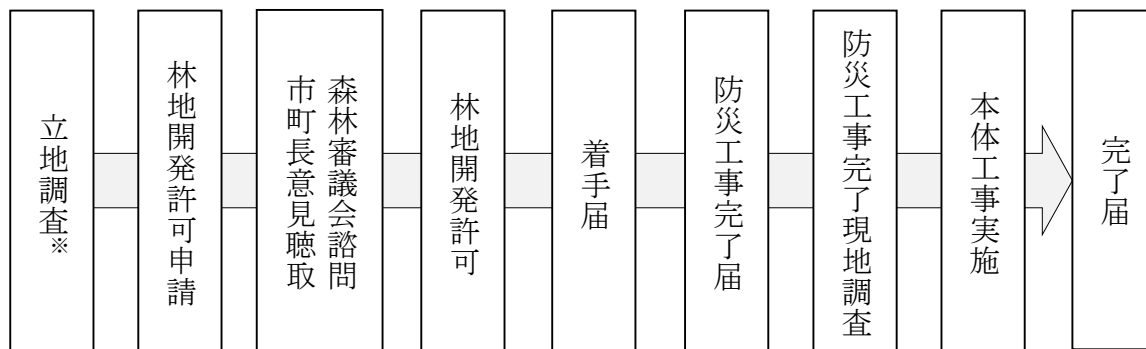 立地調査※
林地開発許可申請
森林審議会諮問
市町長意見聴取
林地開発許可
着手届
防災工事完了届
防災工事完了現地調査
本体工事実施
完了届